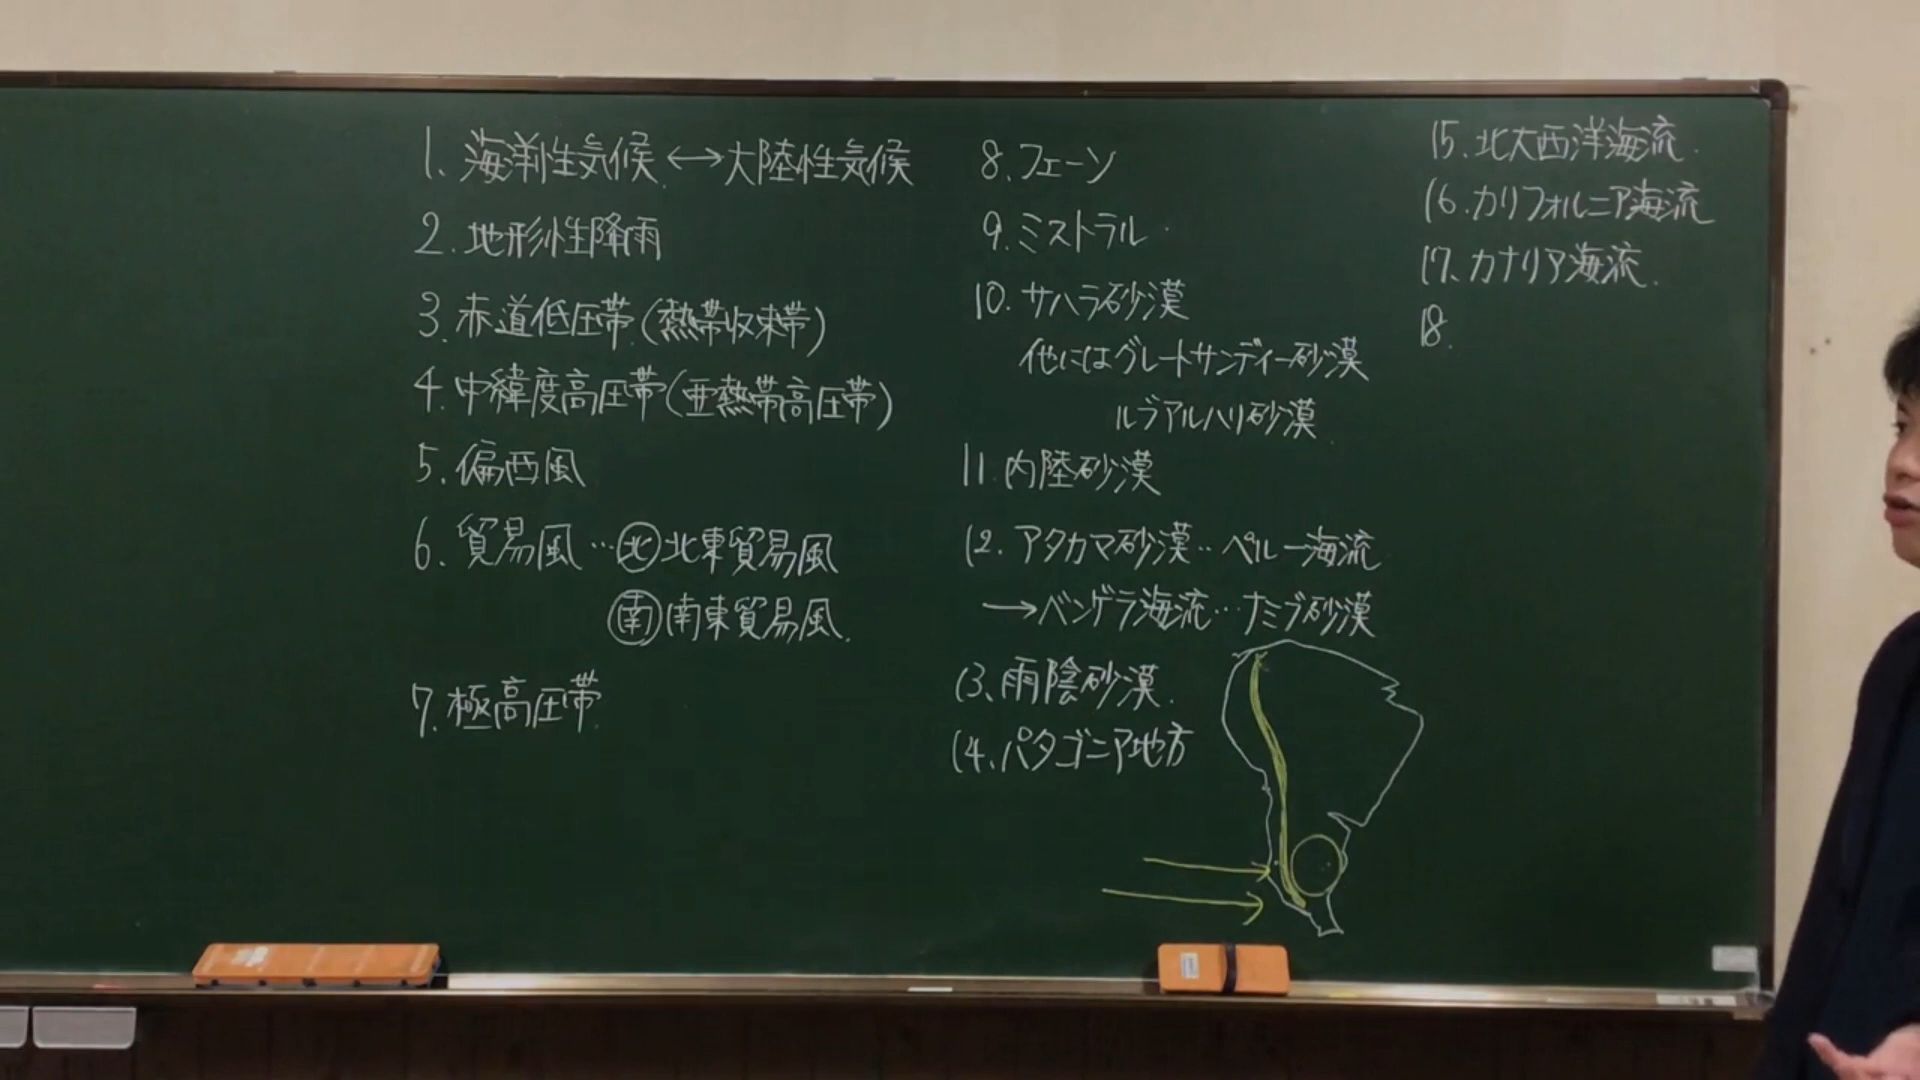 1. 海洋性気候 ↔ 大陸性気候
2. 地形性降雨
3. 赤道低圧帯(熱帯収束帯)
4. 中緯度高圧帯(亜熱帯高圧帯)
5. 偏西風
6. 貿易風…㊗北東貿易風
南 南東貿易風.
7. 極高圧帯
8. フェーン
9. ミストラル
10. サハラ砂漠
他にはグレートサンディー砂漠
ルブアルハリ砂漠
11. 内陸砂漠
12. アタカマ砂漠‥ペルー海流
→ベンゲラ海流…ナミブ砂漠
13. 雨陰砂漠.
14. パタゴニア地方
15. 北大西洋海流.
16. カリフォルニア海流
17. カナリア海流.
18.